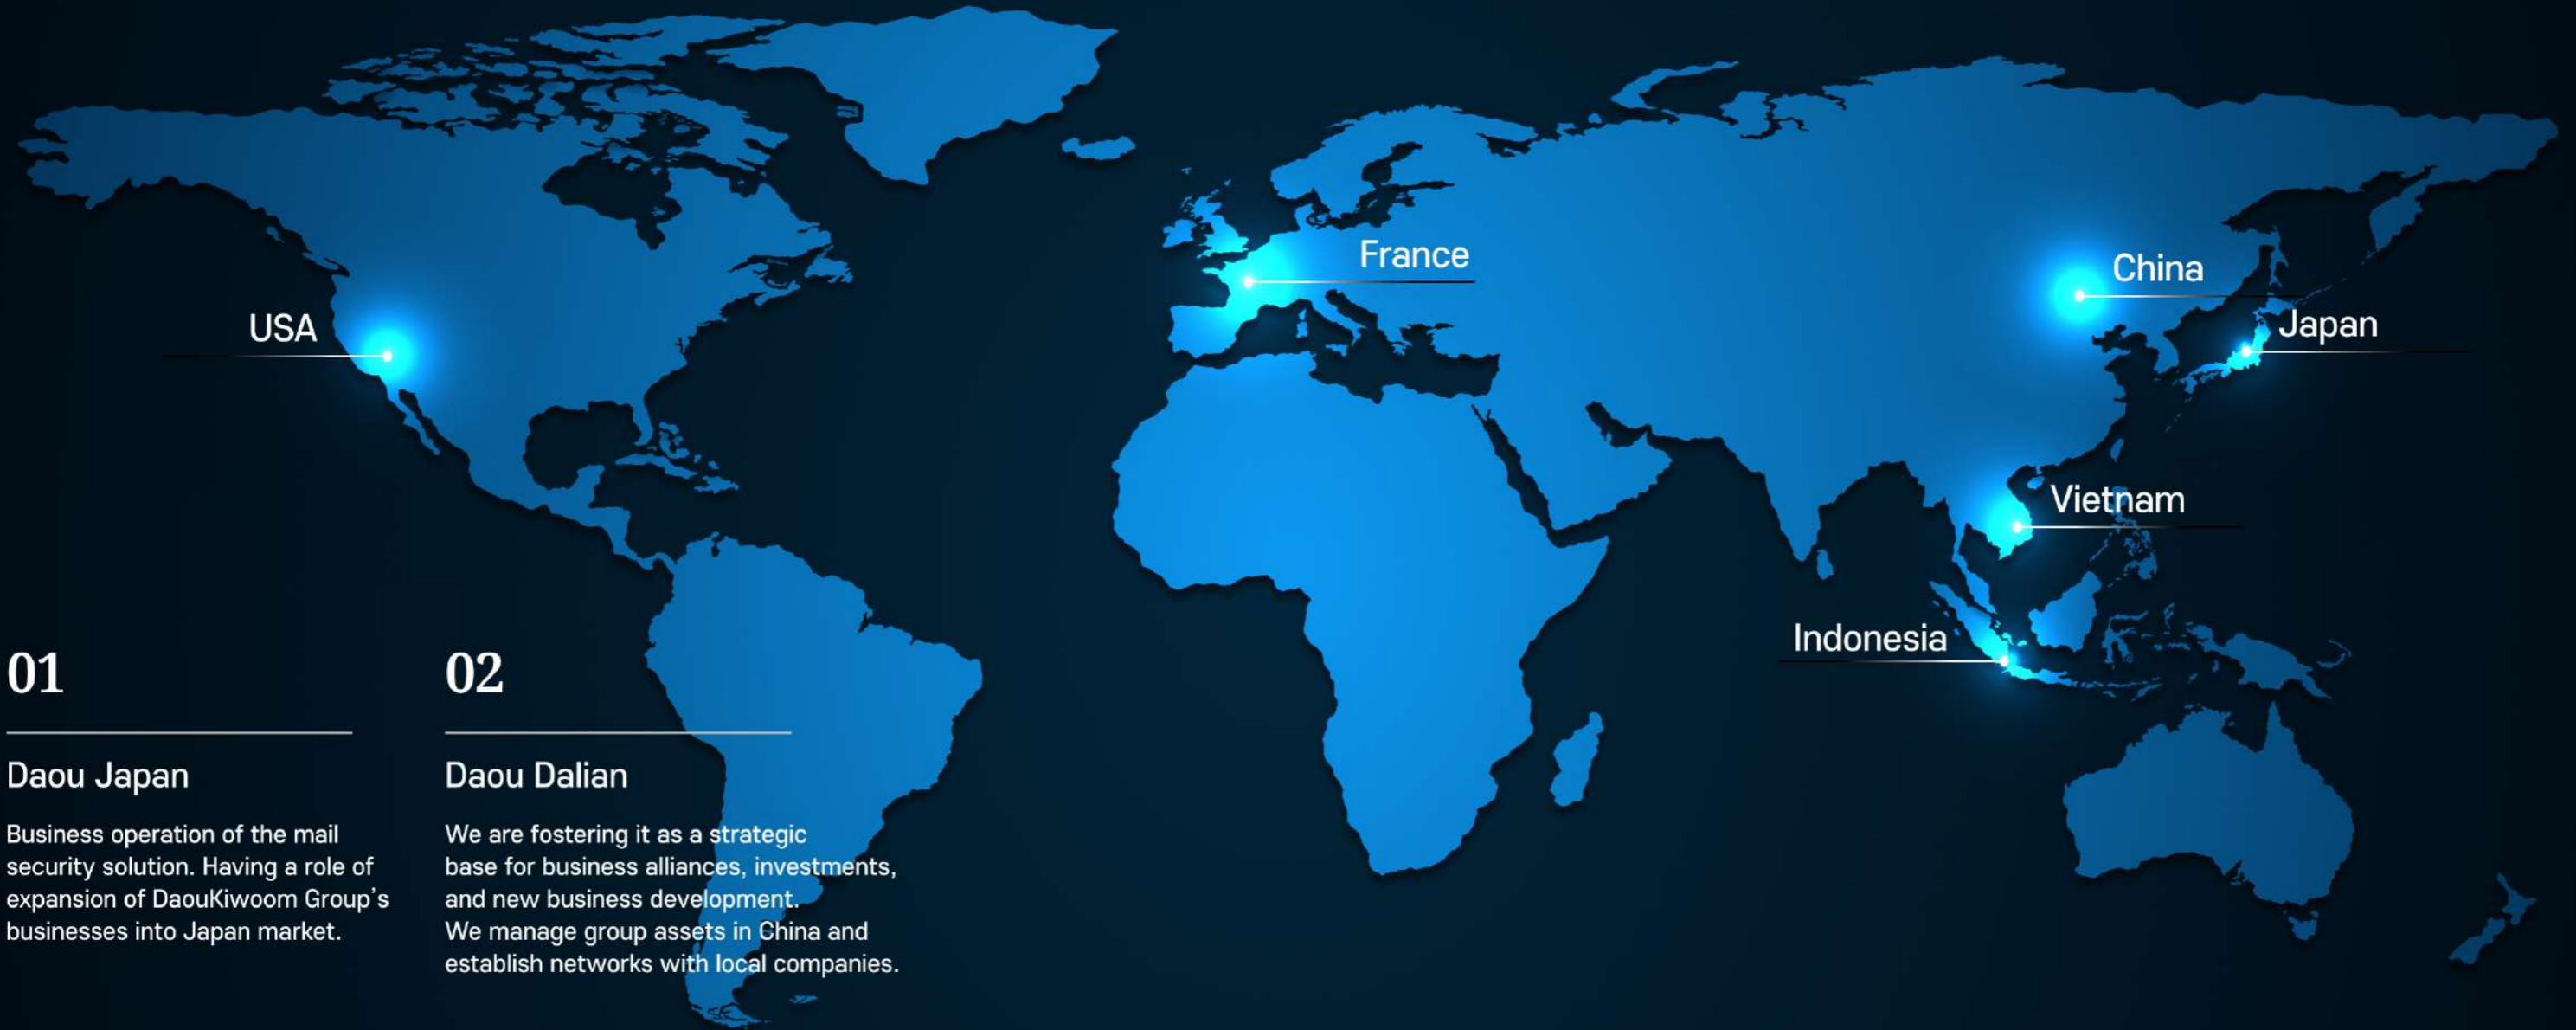 France
China
USA
Japan
Vietnam
Indonesia
01
Daou Japan
Business operation of the mail
security solution. Having a role of
expansion of DaouKiwoom Group's
businesses into Japan market.
02
Daou Dalian
We are fostering it as a strategic
base for business alliances, investments,
and new business development.
We manage group assets in China and
establish networks with local companies.